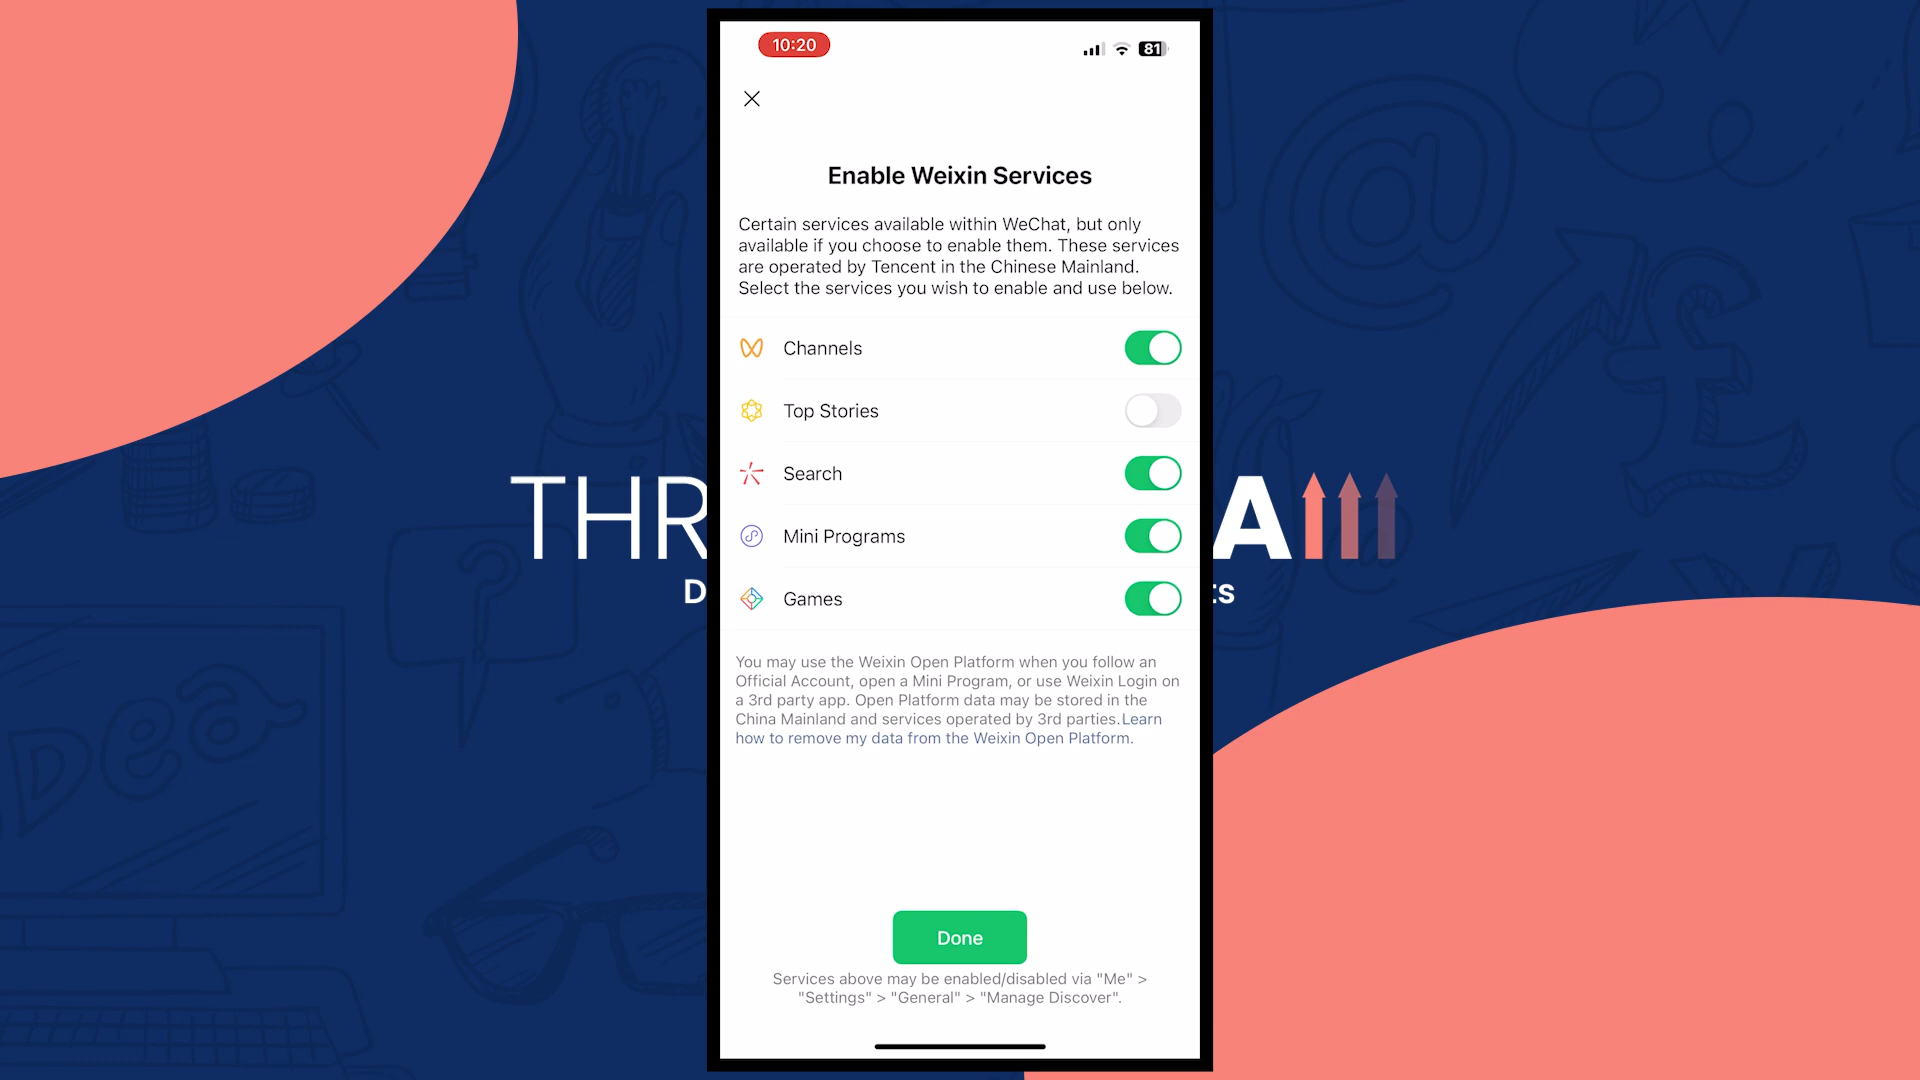 10:20
81
Enable Weixin Services
Certain services available within WeChat, but only
available if you choose to enable them. These services
are operated by Tencent in the Chinese Mainland.
Select the services you wish to enable and use below.
Channels
Top Stories
Search
Mini Programs
Games
THR
A
D
ts
You may use the Weixin Open Platform when you follow an
Official Account, open a Mini Program, or use Weixin Login on
a 3rd party app. Open Platform data may be stored in the
China Mainland and services operated by 3rd parties.Learn
how to remove my data from the Weixin Open Platform.
Idea
Done
Services above may be enabled/disabled via "Me" >
"Settings" > "General" > "Manage Discover".